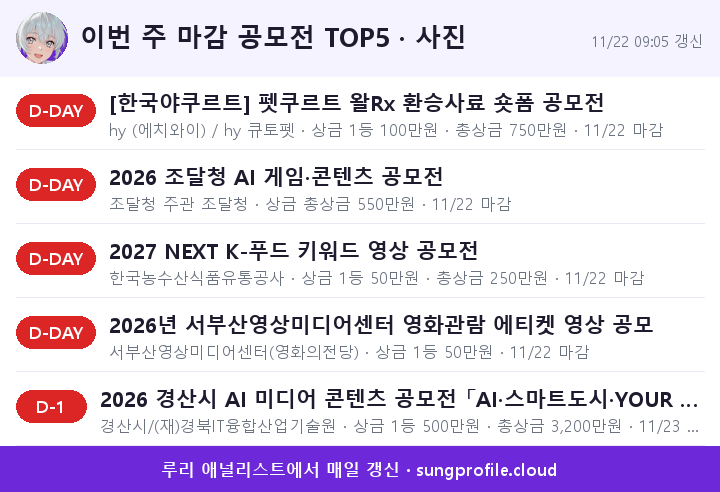 이번 주 마감 공모전 TOP5 · 사진
11/22 09:05 갱신
D-DAY
[한국야쿠르트] 펫쿠르트 왈Rx 환승사료 숏폼 공모전
hy (에치와이) / hy 큐토펫 · 상금 1등 100만원 · 총상금 750만원 · 11/22 마감
D-DAY
2026 조달청 AI 게임·콘텐츠 공모전
조달청 주관 조달청 · 상금 총상금 550만원 · 11/22 마감
D-DAY
2027 NEXT K-푸드 키워드 영상 공모전
한국농수산식품유통공사 · 상금 1등 50만원 · 총상금 250만원 · 11/22 마감
D-DAY
2026년 서부산영상미디어센터 영화관람 에티켓 영상 공모
서부산영상미디어센터(영화의전당) · 상금 1등 50만원 · 11/22 마감
D-1
2026 경산시 AI 미디어 콘텐츠 공모전 「AI·스마트도시·YOUR ...
경산시/(재)경북IT융합산업기술원 · 상금 1등 500만원 · 총상금 3,200만원 · 11/23 ...
루리 애널리스트에서 매일 갱신 · sungprofile.cloud